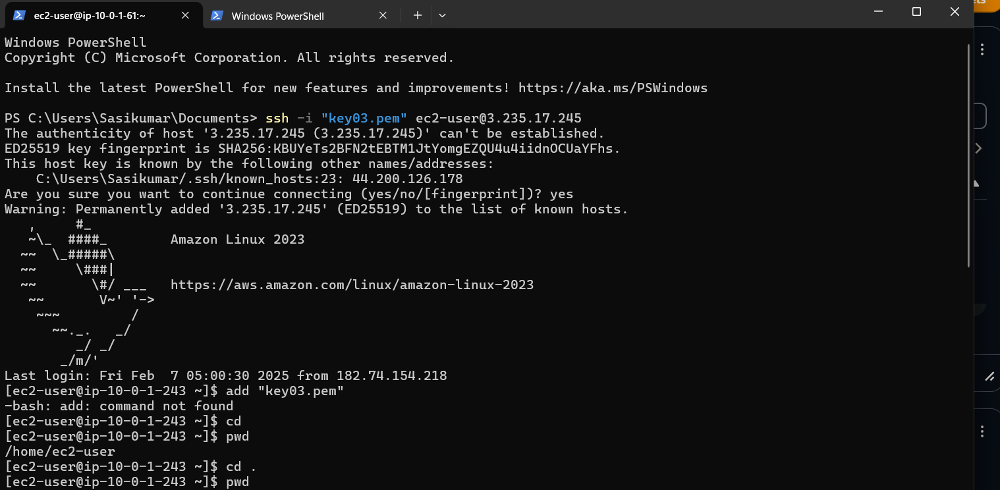 ec2-user@ip-10-0-1-61:~
Windows PowerShell
Windows PowerShell
Copyright (C) Microsoft Corporation. All rights reserved.
Install the latest PowerShell for new features and improvements! https://aka.ms/PSWindows
PS C:\Users\Sasikumar\Documents> ssh -i "key03.pem" ec2-user@3.235.17.245
The authenticity of host '3.235.17.245 (3.235.17.245)' can't be established.
ED25519 key fingerprint is SHA256:KBUYeTs2BFN2tEBTM1JtYomgEZQU4u4iidnOCUaYFhs.
This host key is known by the following other names/addresses:
    C:\Users\Sasikumar/.ssh/known_hosts:23: 44.200.126.178
Are you sure you want to continue connecting (yes/no/[fingerprint])? yes
Warning: Permanently added '3.235.17.245' (ED25519) to the list of known hosts.
   ,     #_
   ~\_  ####_        Amazon Linux 2023
  ~~  \_#####\
  ~~     \###|
  ~~       \#/ ___   https://aws.amazon.com/linux/amazon-linux-2023
   ~~       V~' '->
    ~~~         /
      ~~._.   _/
         _/ _/
       _/m/'
Last login: Fri Feb  7 05:00:30 2025 from 182.74.154.218
[ec2-user@ip-10-0-1-243 ~]$ add "key03.pem"
-bash: add: command not found
[ec2-user@ip-10-0-1-243 ~]$ cd
[ec2-user@ip-10-0-1-243 ~]$ pwd
/home/ec2-user
[ec2-user@ip-10-0-1-243 ~]$ cd .
[ec2-user@ip-10-0-1-243 ~]$ pwd